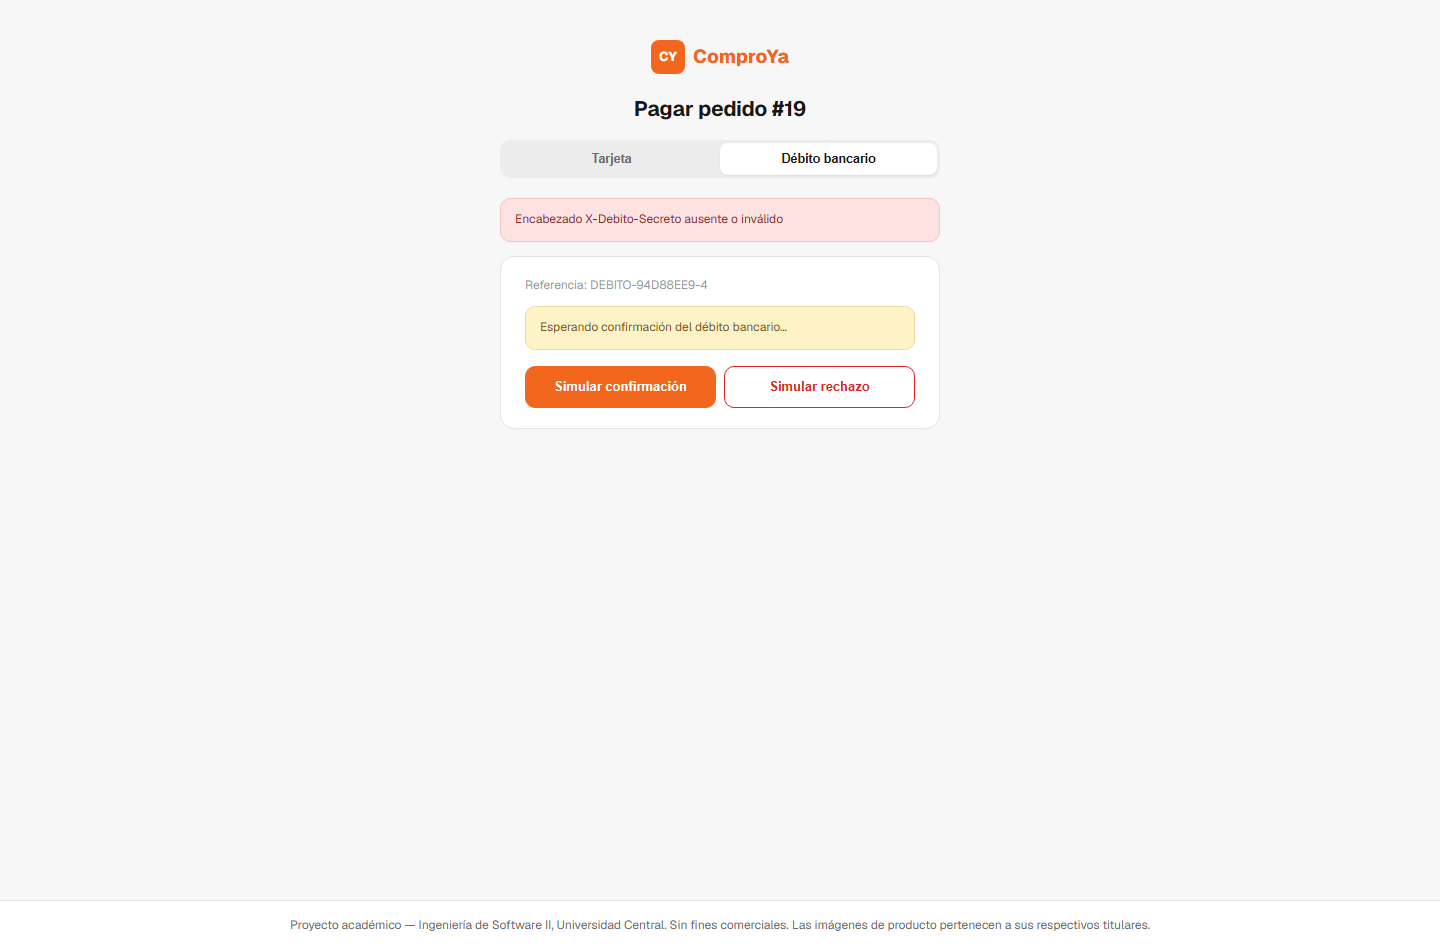 CY ComproYa
Pagar pedido #19
Tarjeta Débito bancario
Encabezado X-Debito-Secreto ausente o inválido
Referencia: DEBITO-94D88EE9-4
Esperando confirmación del débito bancario...
Simular confirmación Simular rechazo
Proyecto académico — Ingeniería de Software II, Universidad Central. Sin fines comerciales. Las imágenes de producto pertenecen a sus respectivos titulares.